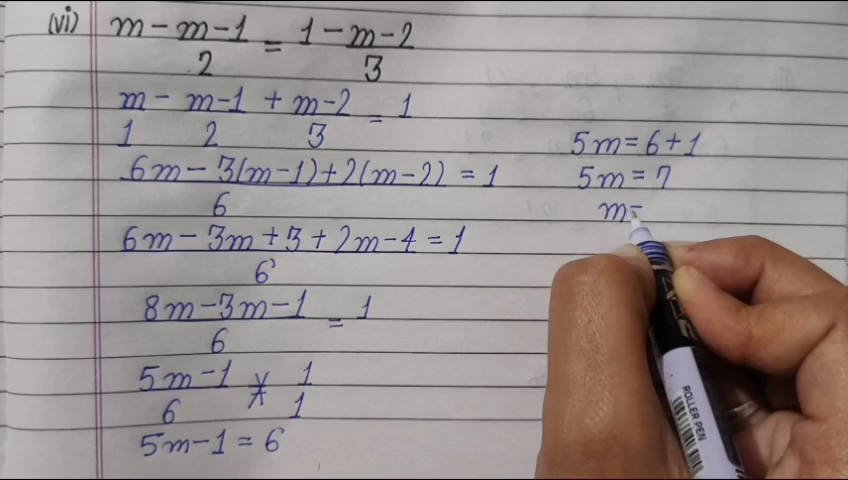 (vi) m - m-1/2 = 1 - m-2/3
m/1 - m-1/2 + m-2/3 = 1
6m - 3(m-1) + 2(m-2)/6 = 1
6m - 3m + 3 + 2m - 4/6 = 1
8m - 3m - 1/6 = 1
5m - 1/6 = 1/1
5m - 1 = 6
5m = 6 + 1
5m = 7
m =
ROLLER PEN